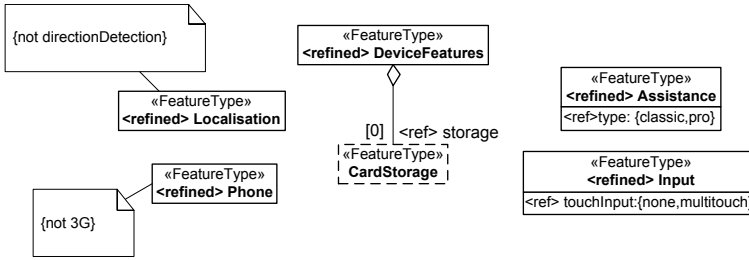 {not directionDetection}
«FeatureType»
<refined> DeviceFeatures
«FeatureType»
<refined> Localisation
«FeatureType»
<refined> Assistance
<ref>type: {classic,pro}
[0]
<ref> storage
«FeatureType»
CardStorage
«FeatureType»
<refined> Phone
{not 3G}
«FeatureType»
<refined> Input
<ref> touchInput:{none,multitouch}